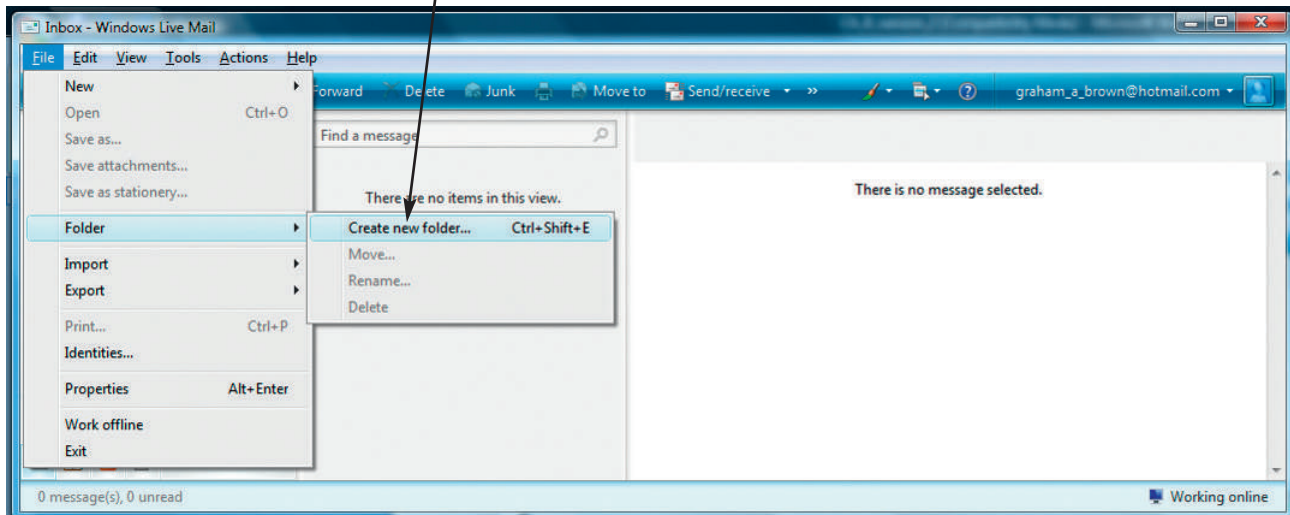 Inbox - Windows Live Mail
File Edit View Tools Actions Help
Forward Delete Junk Move to Send/receive » graham_a_brown@hotmail.com
New
Open Ctrl+O
Save as...
Save attachments...
Save as stationery...
Folder
Import
Export
Print... Ctrl+P
Identities...
Properties Alt+Enter
Work offline
Exit
Find a message
There are no items in this view.
Create new folder... Ctrl+Shift+E
Move...
Rename...
Delete
There is no message selected.
0 message(s), 0 unread
Working online